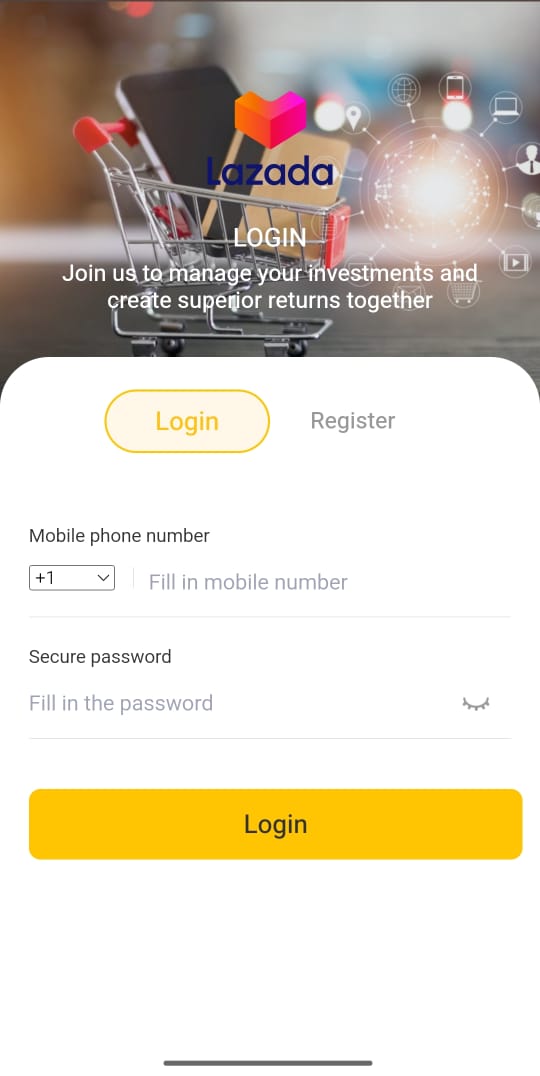 Lazada
LOGIN
Join us to manage your investments and
create superior returns together
Login
Register
Mobile phone number
+1
Fill in mobile number
Secure password
Fill in the password
Login